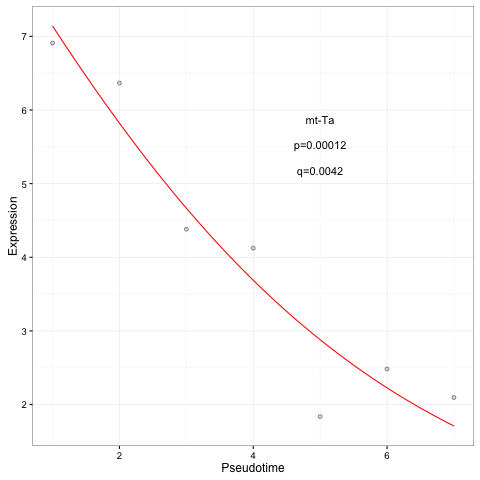 7
6
5
4
3
2
Expression
mt-Ta
p=0.00012
q=0.0042
2
4
6
Pseudotime